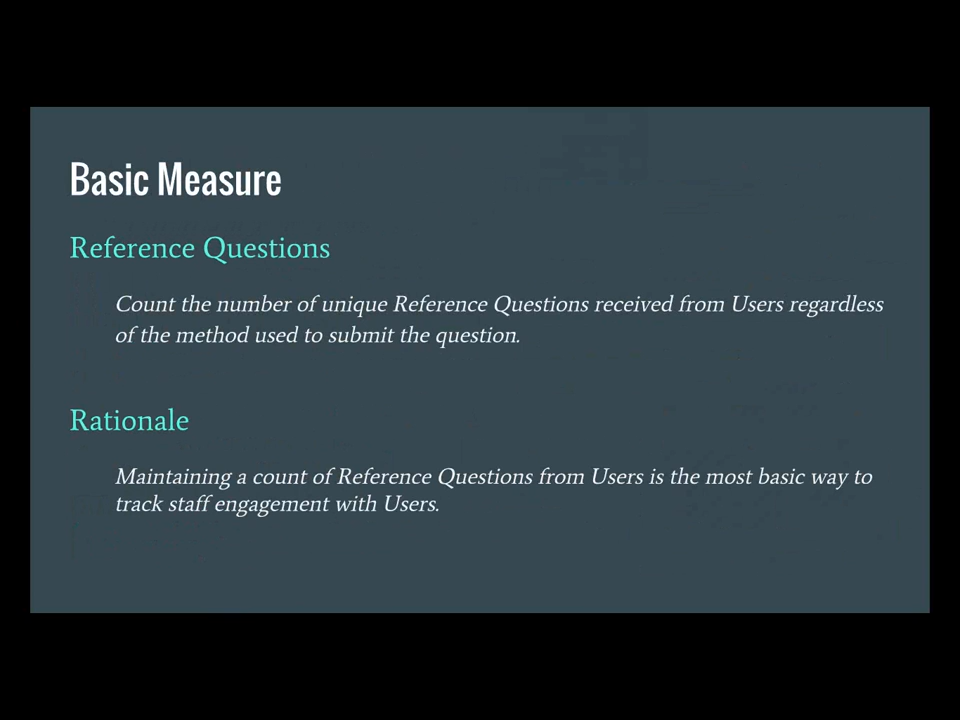 Basic Measure
Reference Questions
Count the number of unique Reference Questions received from Users regardless
of the method used to submit the question.
Rationale
Maintaining a count of Reference Questions from Users is the most basic way to
track staff engagement with Users.